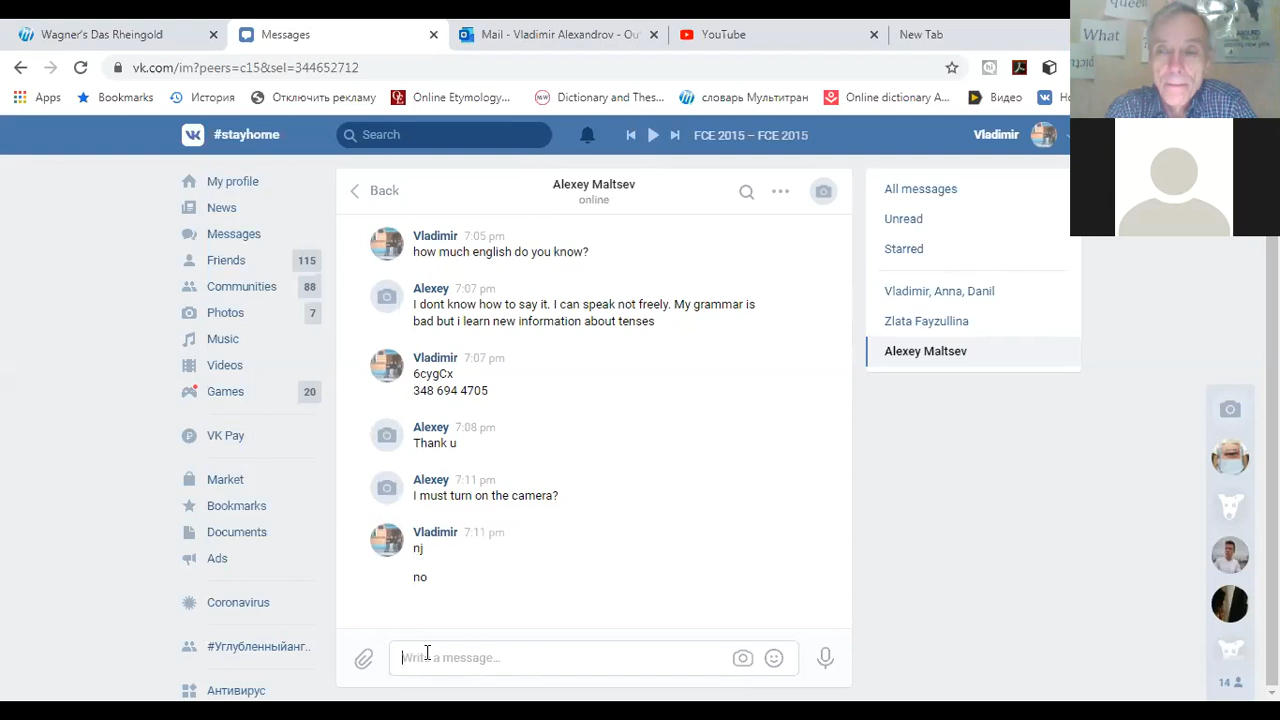 Wagner's Das Rheingold
Messages
Mail - Vladimir Alexandrov - Ou
YouTube
New Tab
vk.com/im?peers=c15&sel=344652712
Apps
Bookmarks
История
Отключить рекламу
Online Etymology...
Dictionary and Thes...
словарь Мультитран
Online dictionary A...
Видео
#stayhome
Search
FCE 2015 – FCE 2015
Vladimir
My profile
News
Messages
Friends 115
Communities 88
Photos 7
Music
Videos
Games 20
VK Pay
Market
Bookmarks
Documents
Ads
Coronavirus
#Углубленныйанг..
Антивирус
Back
Alexey Maltsev
online
Vladimir 7:05 pm
how much english do you know?
Alexey 7:07 pm
I dont know how to say it. I can speak not freely. My grammar is
bad but i learn new information about tenses
Vladimir 7:07 pm
6cygCx
348 694 4705
Alexey 7:08 pm
Thank u
Alexey 7:11 pm
I must turn on the camera?
Vladimir 7:11 pm
nj
no
Write a message...
All messages
Unread
Starred
Vladimir, Anna, Danil
Zlata Fayzullina
Alexey Maltsev
14
What
queen
AROUND